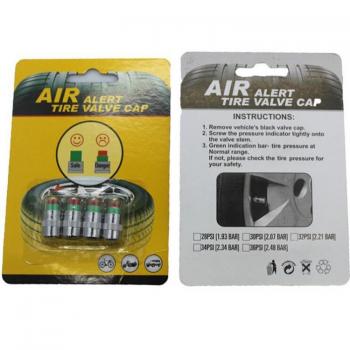 AIR ALERT
TIRE VALVE CAP
Safe
Danger
AIR ALERT
TIRE VALVE CAP
INSTRUCTIONS:
1. Remove vehicle's black valve cap.
2. Screw the pressure indicator tightly onto
the valve stem.
3. Green indication bar- tire pressure at
Normal range.
If not, please check the tire pressure for
your safety.
28PSI [1.93 BAR] 30PSI [2.07 BAR] 32PSI [2.21 BAR]
34PSI [2.34 BAR] 36PSI [2.48 BAR]